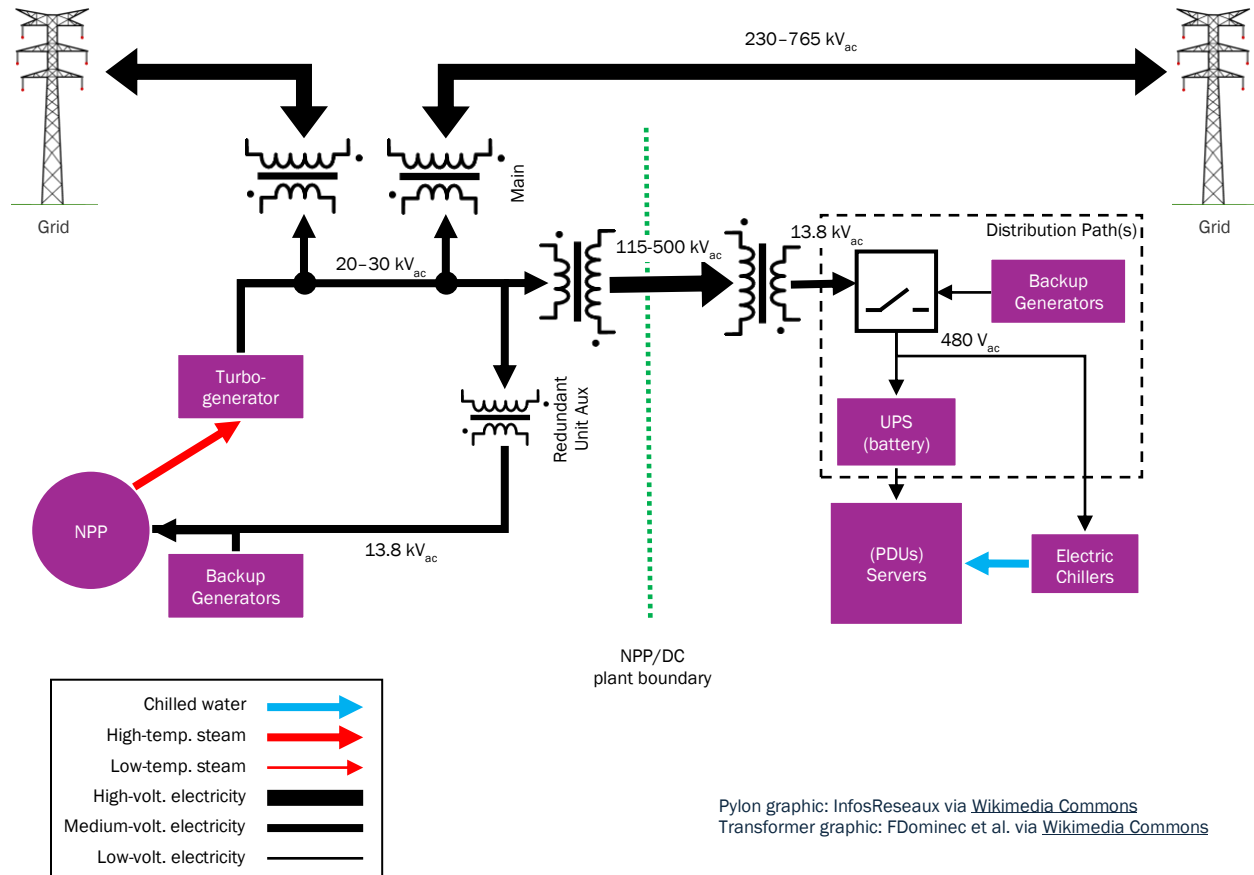 230–765 kVac
Grid
Main
Grid
20–30 kVac
115-500 kVac
13.8 kVac
Distribution Path(s)
Backup
Generators
480 Vac
Turbo-
generator
Redundant
Unit Aux
UPS
(battery)
NPP
13.8 kVac
Backup
Generators
(PDUs)
Servers
Electric
Chillers
NPP/DC
plant boundary
Chilled water
High-temp. steam
Low-temp. steam
High-volt. electricity
Medium-volt. electricity
Low-volt. electricity
Pylon graphic: InfosReseaux via Wikimedia Commons
Transformer graphic: FDominec et al. via Wikimedia Commons